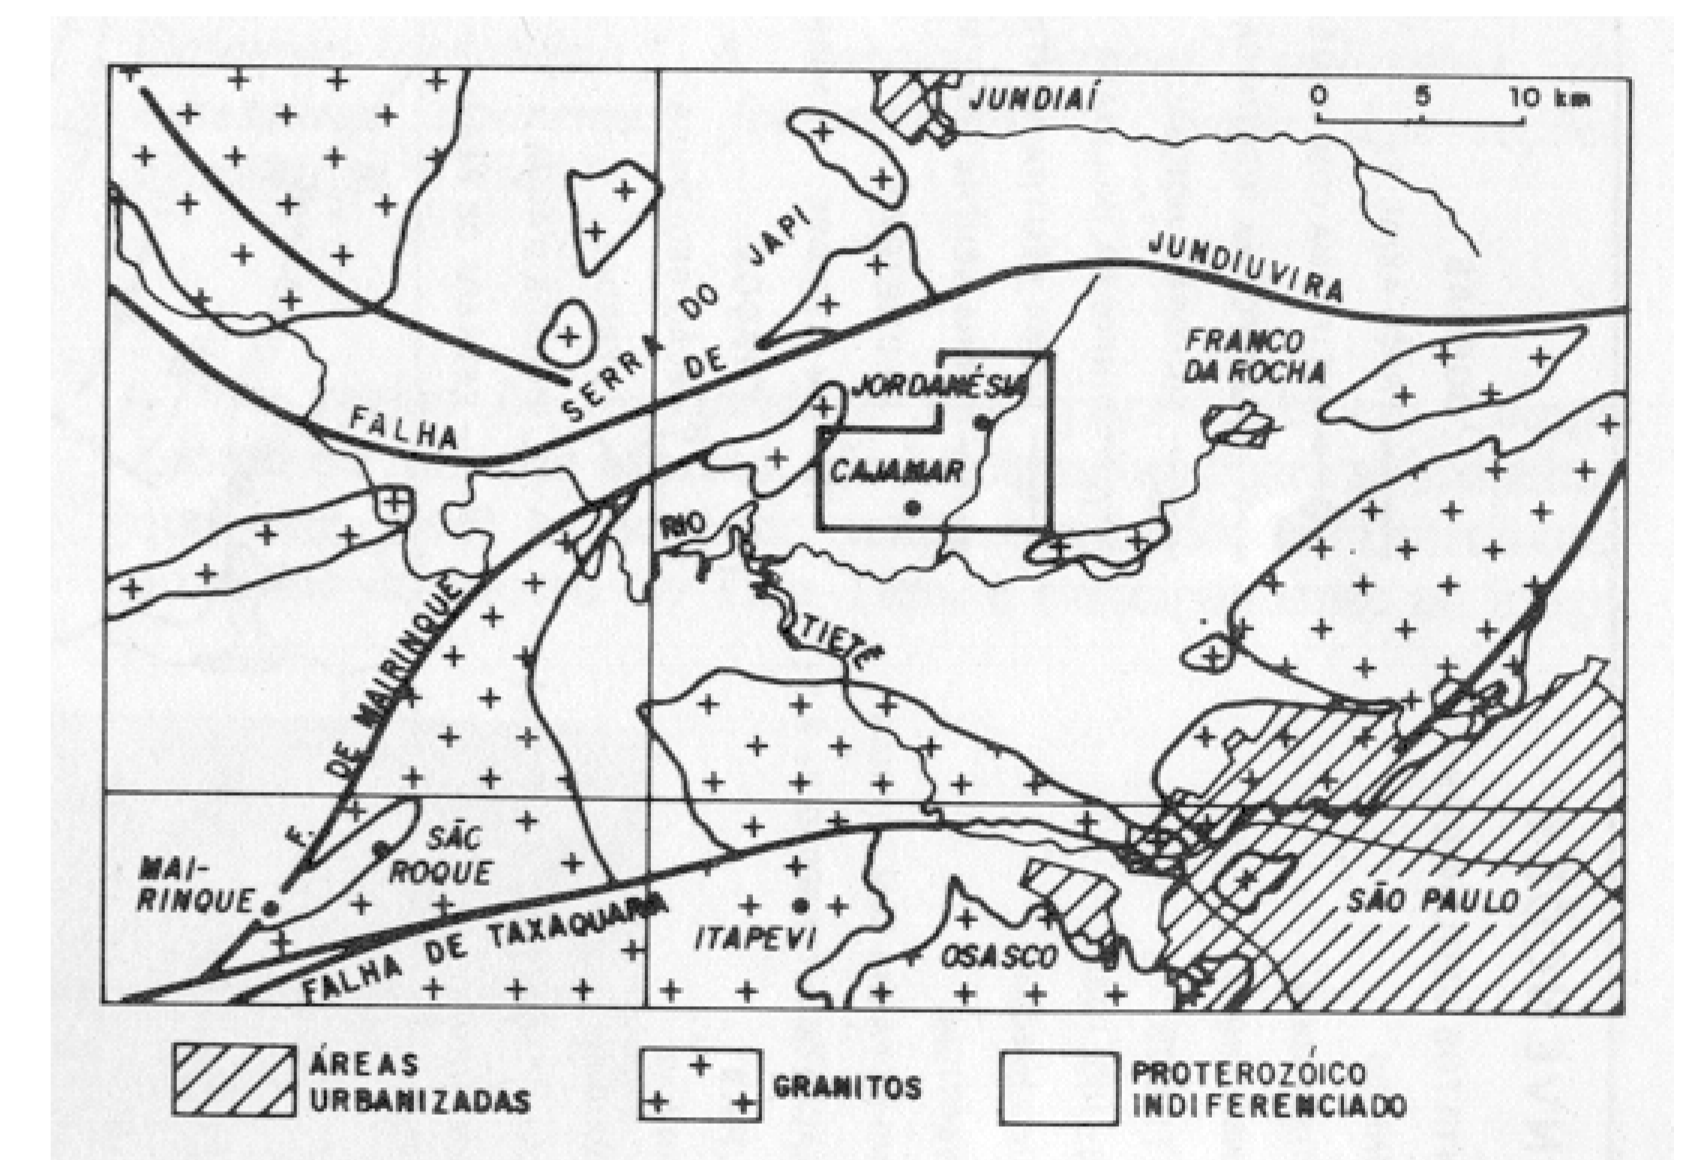 JUNDIAÍ
0 5 10 km
SERRA DO JAPI
JUNDIUVIRA
FALHA DE
FRANCO
DA ROCHA
JORDANÉSIA
CAJAMAR
RIO
TIETÊ
F. DE MAIRINQUE
SÃO
ROQUE
MAI-
RINQUE
FALHA DE TAXAQUARA
ITAPEVI
OSASCO
SÃO PAULO
ÁREAS
URBANIZADAS
GRANITOS
PROTEROZÓICO
INDIFERENCIADO